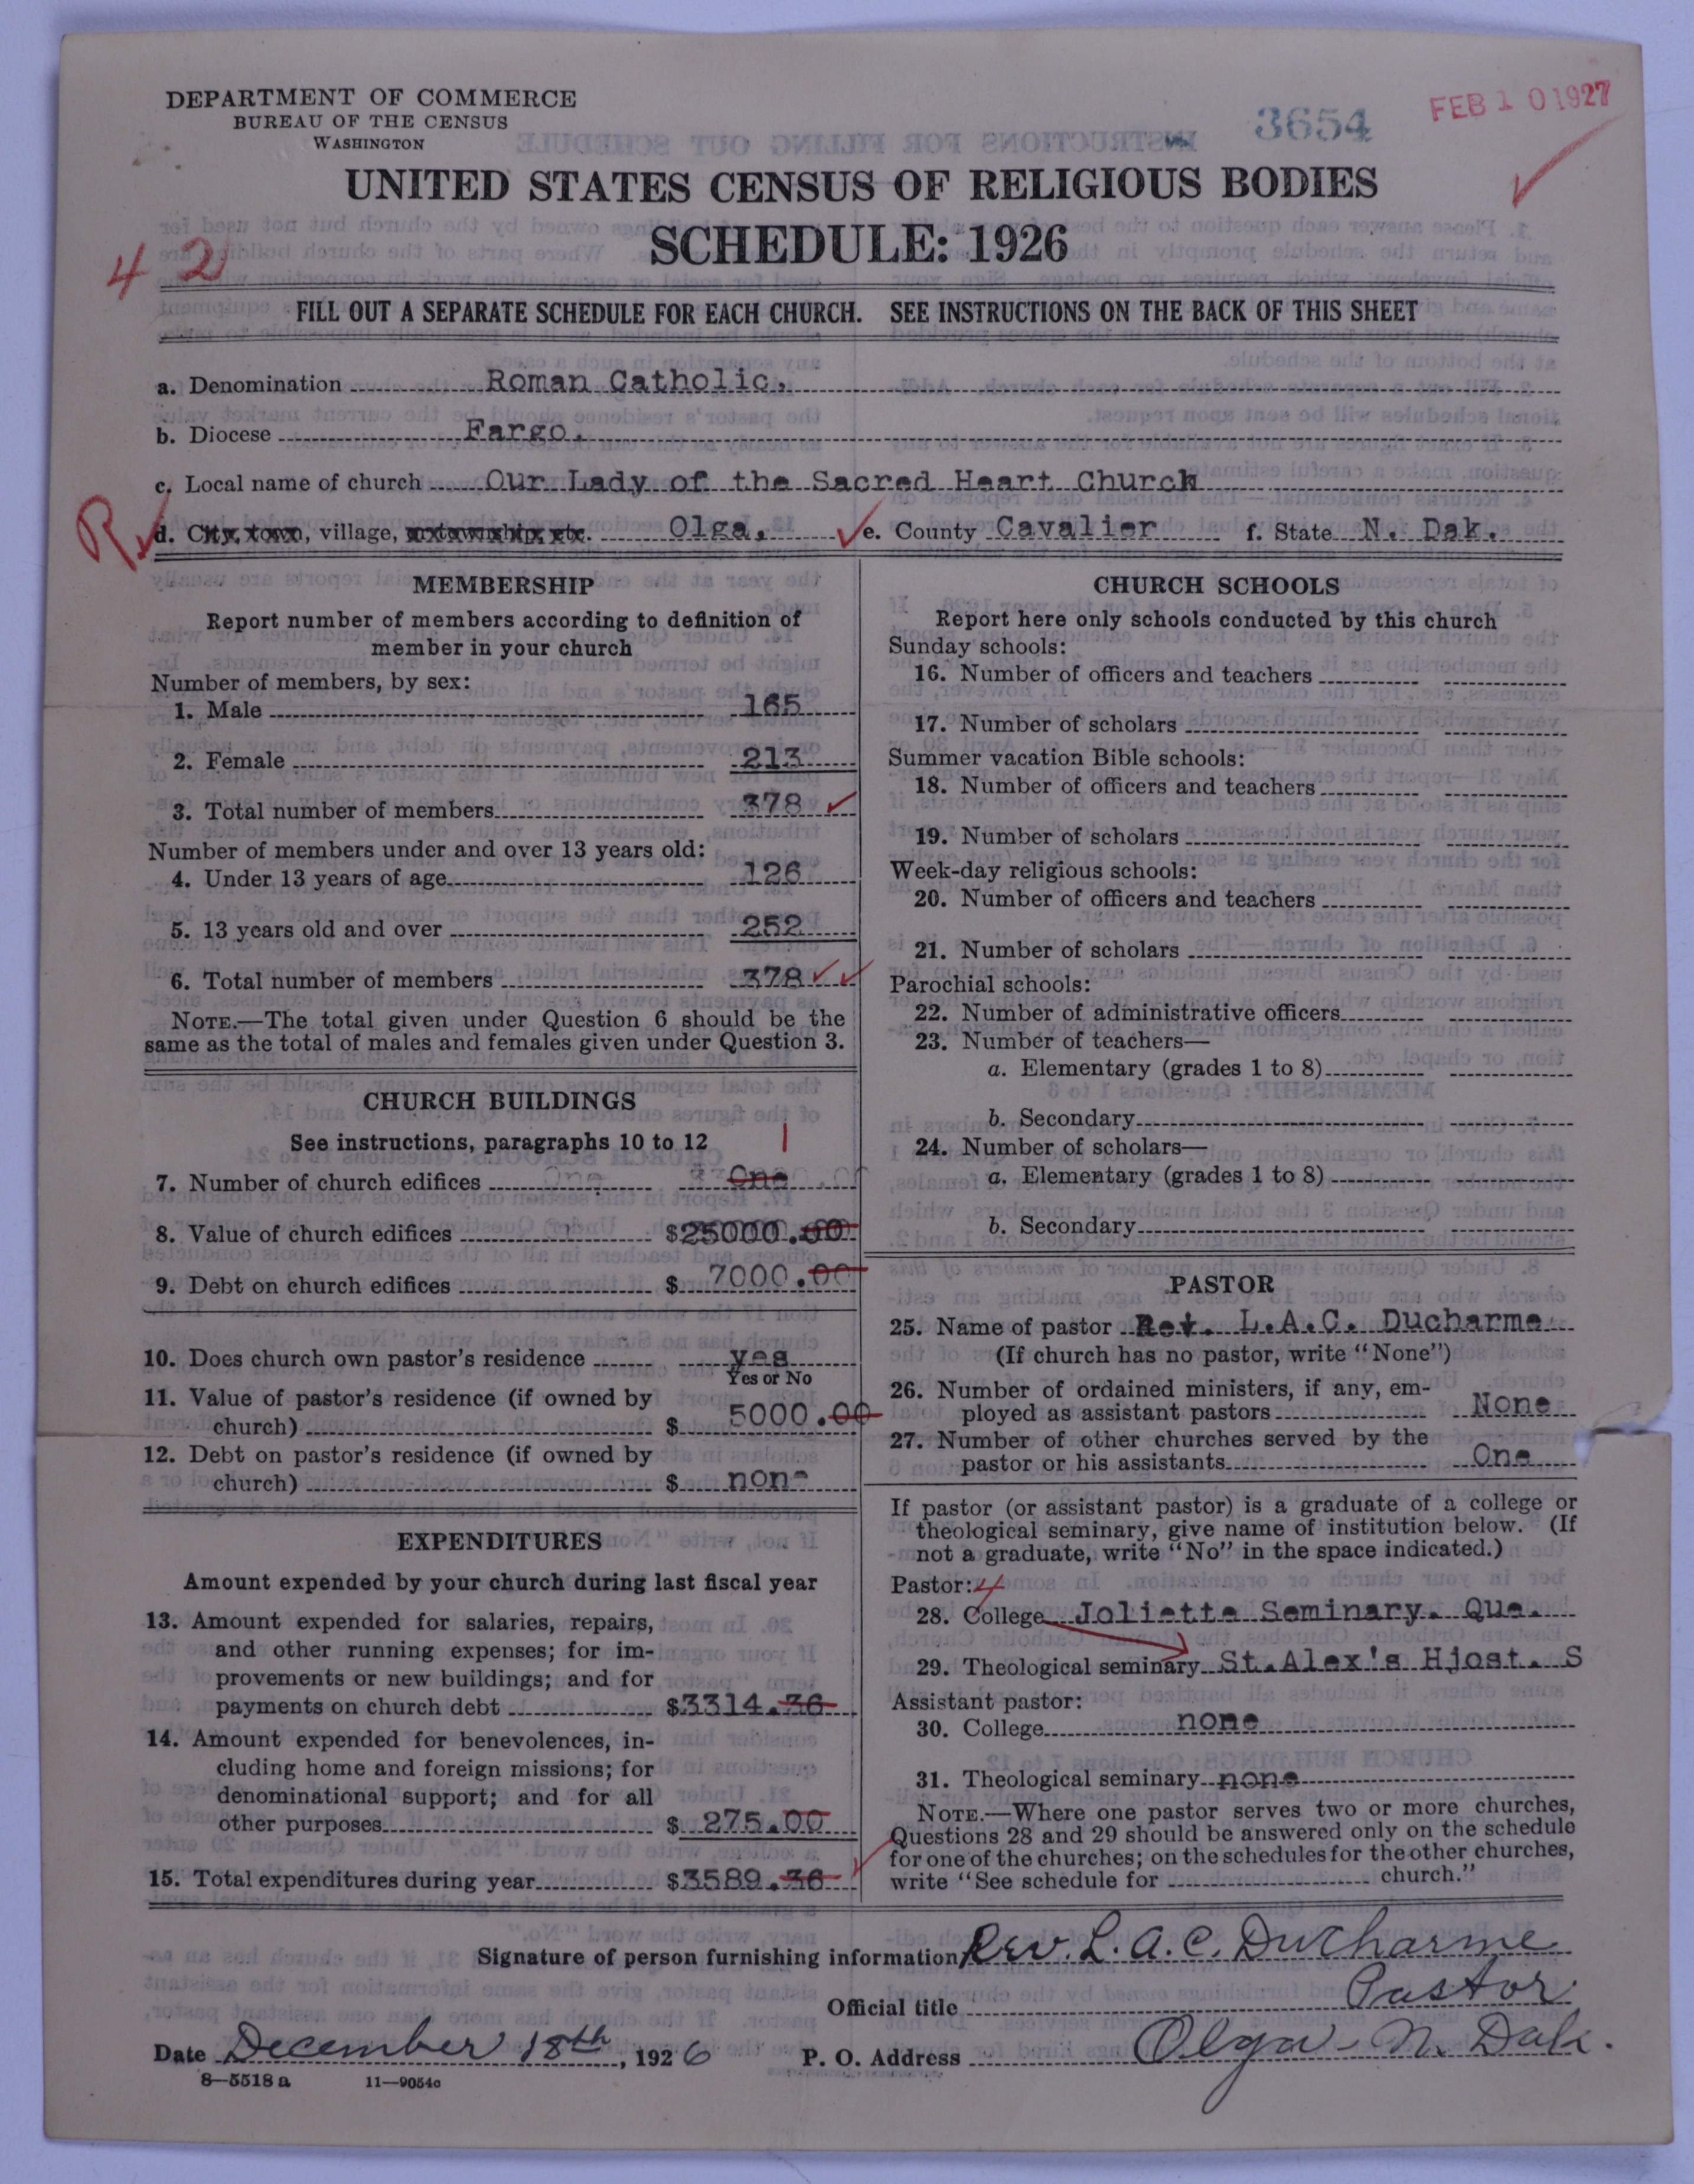 DEPARTMENT OF COMMERCE
BUREAU OF THE CENSUS
WASHINGTON
3654
FEB 10 1927
UNITED STATES CENSUS OF RELIGIOUS BODIES
SCHEDULE: 1926
42
FILL OUT A SEPARATE SCHEDULE FOR EACH CHURCH. SEE INSTRUCTIONS ON THE BACK OF THIS SHEET
a. Denomination Roman Catholic.
b. Diocese Fargo.
c. Local name of church Our Lady of the Sacred Heart Church
R
d. City, town, village, or township, etc. Olga. e. County Cavalier f. State N. Dak.
MEMBERSHIP
Report number of members according to definition of
member in your church
Number of members, by sex:
1. Male 165
2. Female 213
3. Total number of members 378
Number of members under and over 13 years old:
4. Under 13 years of age 126
5. 13 years old and over 252
6. Total number of members 378
NOTE.—The total given under Question 6 should be the
same as the total of males and females given under Question 3.
CHURCH BUILDINGS
See instructions, paragraphs 10 to 12
1
7. Number of church edifices One One
8. Value of church edifices $25000.00
9. Debt on church edifices $7000.00
10. Does church own pastor's residence yes
Yes or No
11. Value of pastor's residence (if owned by
church) $5000.00
12. Debt on pastor's residence (if owned by
church) $none
EXPENDITURES
Amount expended by your church during last fiscal year
13. Amount expended for salaries, repairs,
and other running expenses; for im-
provements or new buildings; and for
payments on church debt $3314.36
14. Amount expended for benevolences, in-
cluding home and foreign missions; for
denominational support; and for all
other purposes $275.00
15. Total expenditures during year $3589.36
CHURCH SCHOOLS
Report here only schools conducted by this church
Sunday schools:
16. Number of officers and teachers
17. Number of scholars
Summer vacation Bible schools:
18. Number of officers and teachers
19. Number of scholars
Week-day religious schools:
20. Number of officers and teachers
21. Number of scholars
Parochial schools:
22. Number of administrative officers
23. Number of teachers—
a. Elementary (grades 1 to 8)
b. Secondary
24. Number of scholars—
a. Elementary (grades 1 to 8)
b. Secondary
PASTOR
25. Name of pastor Rev. L.A.C. Ducharme
(If church has no pastor, write "None")
26. Number of ordained ministers, if any, em-
ployed as assistant pastors None
27. Number of other churches served by the
pastor or his assistants One
If pastor (or assistant pastor) is a graduate of a college or
theological seminary, give name of institution below. (If
not a graduate, write "No" in the space indicated.)
Pastor: 4
28. College Joliette Seminary. Que.
29. Theological seminary St.Alex's Hjost. S
Assistant pastor:
30. College none
31. Theological seminary none
NOTE.—Where one pastor serves two or more churches,
Questions 28 and 29 should be answered only on the schedule
for one of the churches; on the schedules for the other churches,
write "See schedule for church."
Signature of person furnishing information Rev. L. A. C. Ducharme
Official title Pastor
Date December 18th, 1926 P. O. Address Olga N. Dak.
8—5518 a 11—9054c